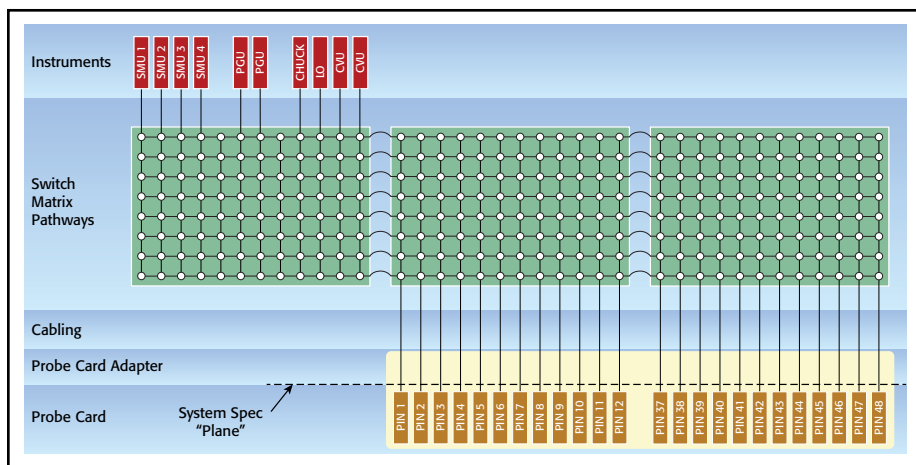 Instruments
SMU 1
SMU 2
SMU 3
SMU 4
PGU
PGU
CHUCK
LO
CVU
CVU
Switch
Matrix
Pathways
Cabling
Probe Card Adapter
System Spec
“Plane”
Probe Card
PIN 1
PIN 2
PIN 3
PIN 4
PIN 5
PIN 6
PIN 7
PIN 8
PIN 9
PIN 10
PIN 11
PIN 12
PIN 37
PIN 38
PIN 39
PIN 40
PIN 41
PIN 42
PIN 43
PIN 44
PIN 45
PIN 46
PIN 47
PIN 48